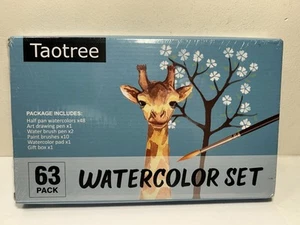 Taotree
PACKAGE INCLUDES:
Half pan watercolors x48
Art drawing pen x1
Water brush pen x2
Paint brushes x10
Watercolor pad x1
Gift box x1
63
PACK
WATERCOLOR SET